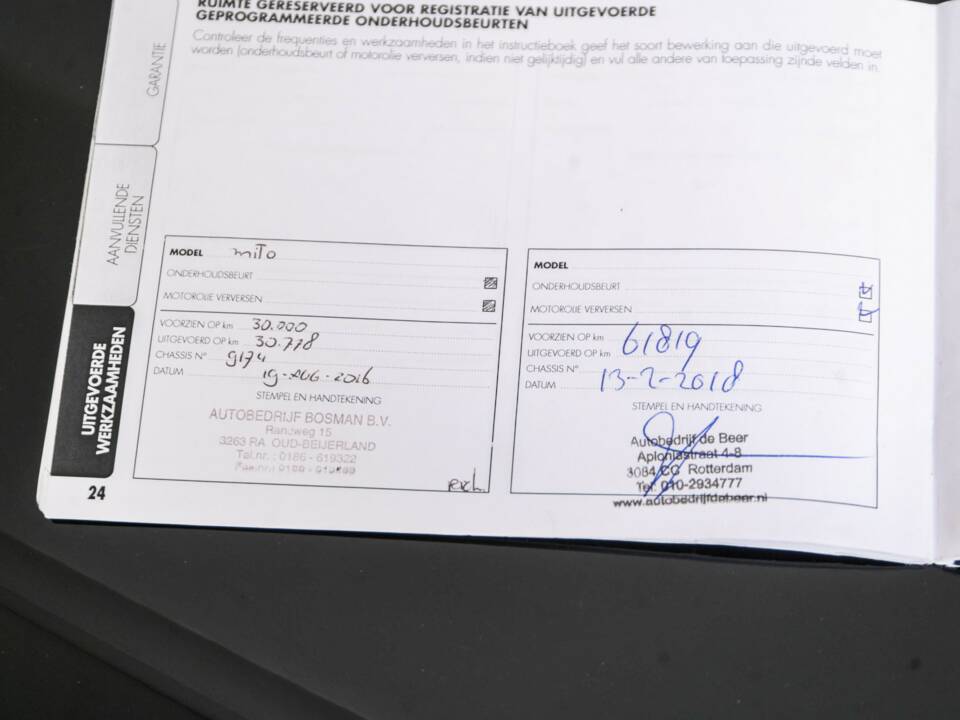 RUIMTE GERESERVEERD VOOR REGISTRATIE VAN UITGEVOERDE
GEPROGRAMMEERDE ONDERHOUDSBEURTEN
Controleer de frequenties en werkzaamheden in het instructieboek geef het soort bewerking aan die uitgevoerd moet
worden (onderhoudsbeurt of motorolie verversen, indien niet gelijktijdig) en vul alle andere van toepassing zijnde velden in.
GARANTIE
AANVULLENDE
DIENSTEN
UITGEVOERDE
WERKZAAMHEDEN
24
MODEL miTo
ONDERHOUDSBEURT
MOTOROLIE VERVERSEN
VOORZIEN OP km 30.000
UITGEVOERD OP km 30.778
CHASSIS N° 9174
DATUM 19-AUG-2016
STEMPEL EN HANDTEKENING
AUTOBEDRIJF BOSMAN B.V.
Randweg 15
3263 RA OUD-BEIJERLAND
Tel.nr.: 0186 - 619322
MODEL
ONDERHOUDSBEURT
MOTOROLIE VERVERSEN
VOORZIEN OP km
UITGEVOERD OP km 61819
CHASSIS N°
DATUM 13-2-2018
STEMPEL EN HANDTEKENING
Autobedrijf de Beer
Aploniastraat 4-8
3084 CC Rotterdam
Tel. 010-2934777
www.autobedrijfdebeer.nl